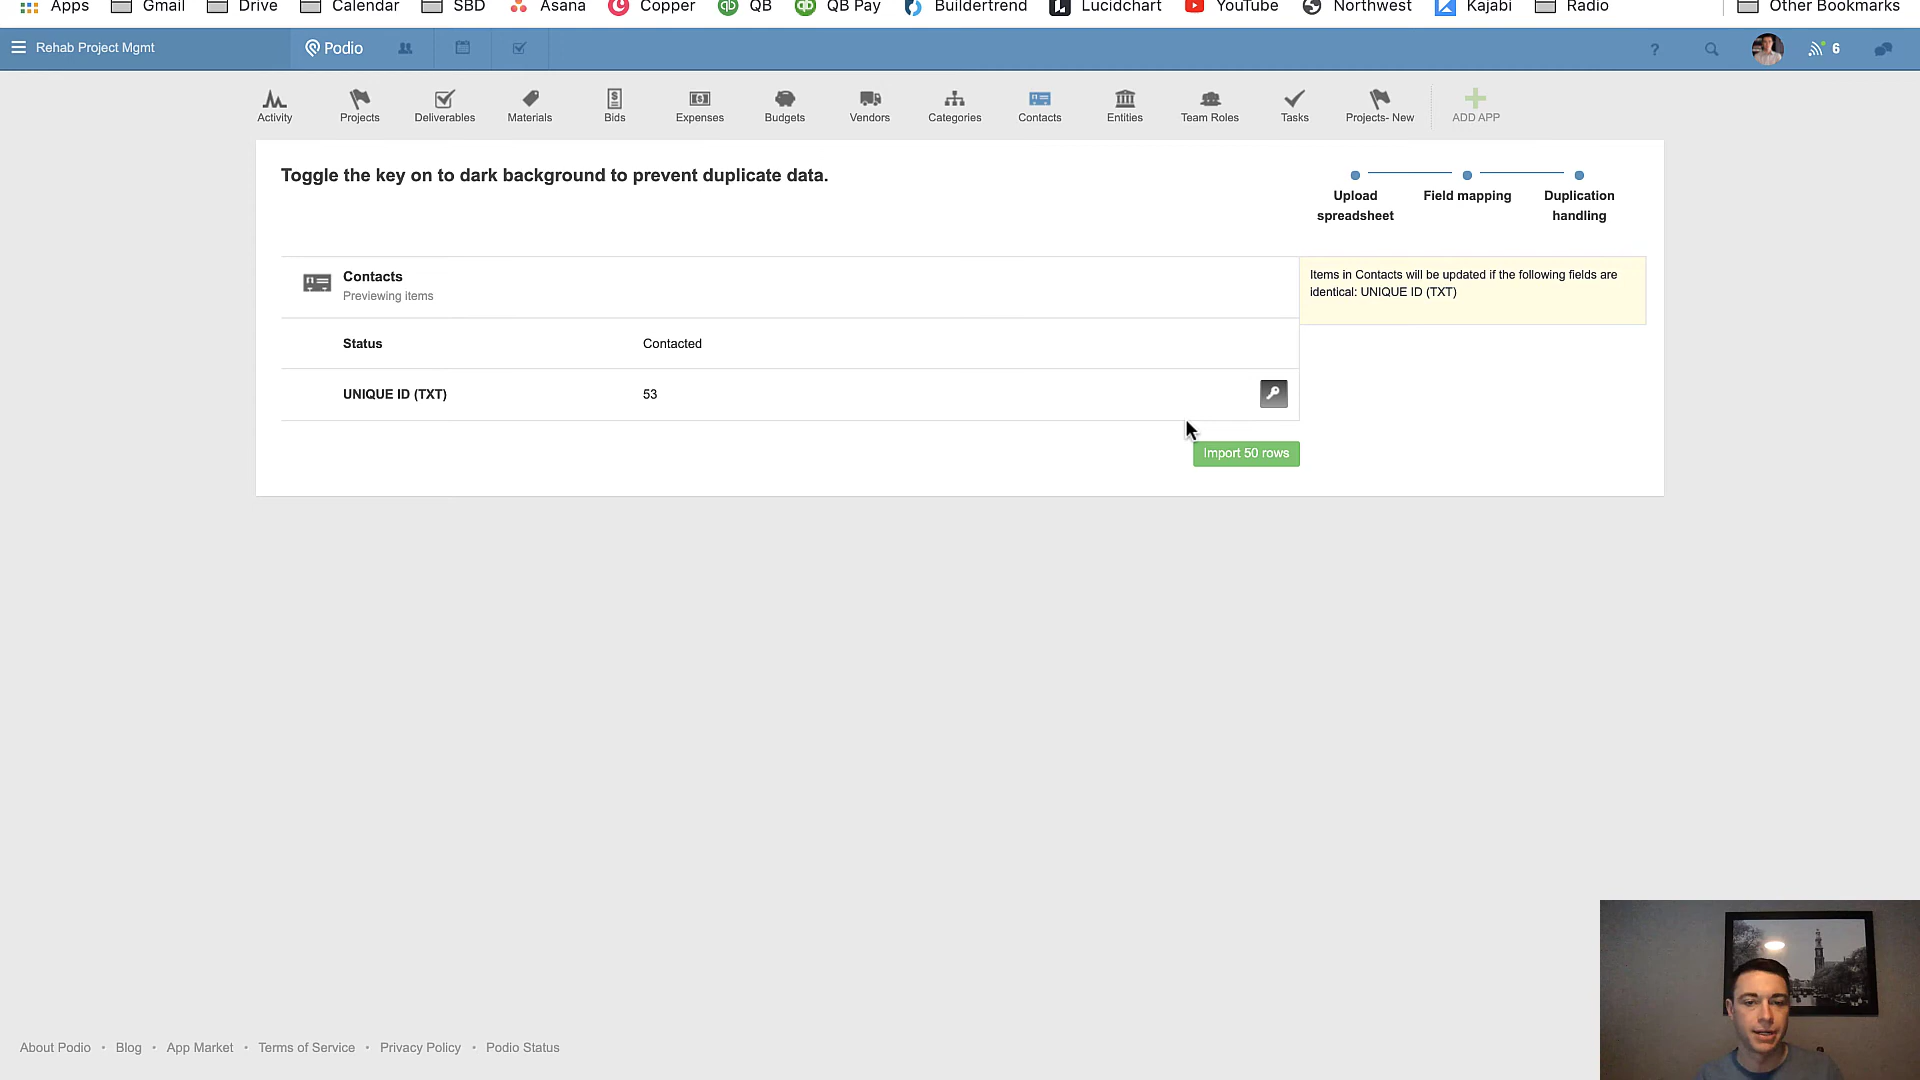 Apps Gmail Drive Calendar SBD Asana Copper QB QB Pay Buildertrend Lucidchart YouTube Northwest Kajabi Radio Other Bookmarks
Rehab Project Mgmt Podio ? 6
Activity Projects Deliverables Materials Bids Expenses Budgets Vendors Categories Contacts Entities Team Roles Tasks Projects- New ADD APP
Toggle the key on to dark background to prevent duplicate data.
Upload spreadsheet
Field mapping
Duplication handling
Contacts
Previewing items
Items in Contacts will be updated if the following fields are
identical: UNIQUE ID (TXT)
Status Contacted
UNIQUE ID (TXT) 53
Import 50 rows
About Podio • Blog • App Market • Terms of Service • Privacy Policy • Podio Status